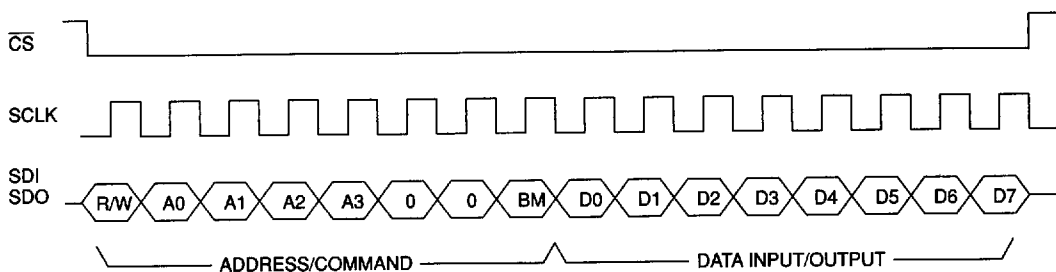 CS
SCLK
SDI
SDO
R/W A0 A1 A2 A3 0 0 BM D0 D1 D2 D3 D4 D5 D6 D7
ADDRESS/COMMAND DATA INPUT/OUTPUT